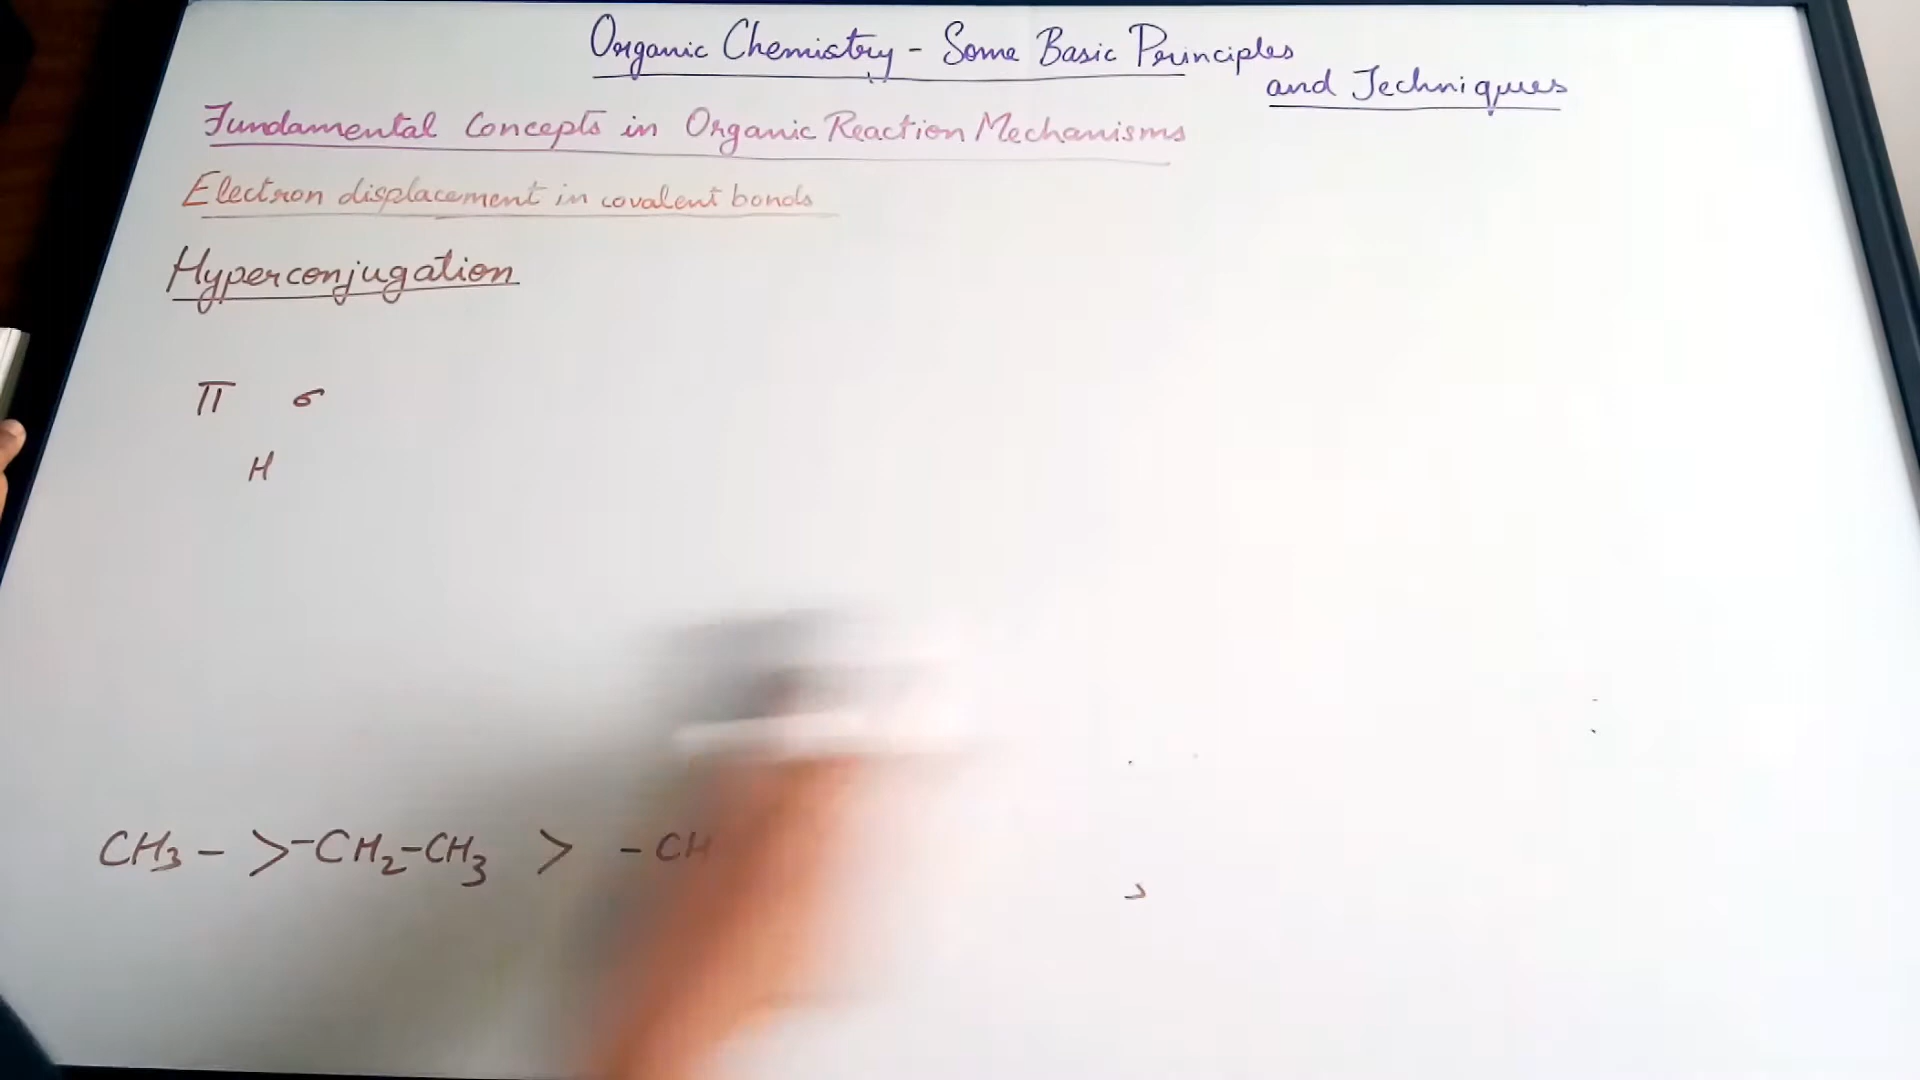 Organic Chemistry - Some Basic Principles
and Techniques
Fundamental Concepts in Organic Reaction Mechanisms
Electron displacement in covalent bonds
Hyperconjugation
π σ
H
CH₃ - > -CH₂-CH₃ > - CH